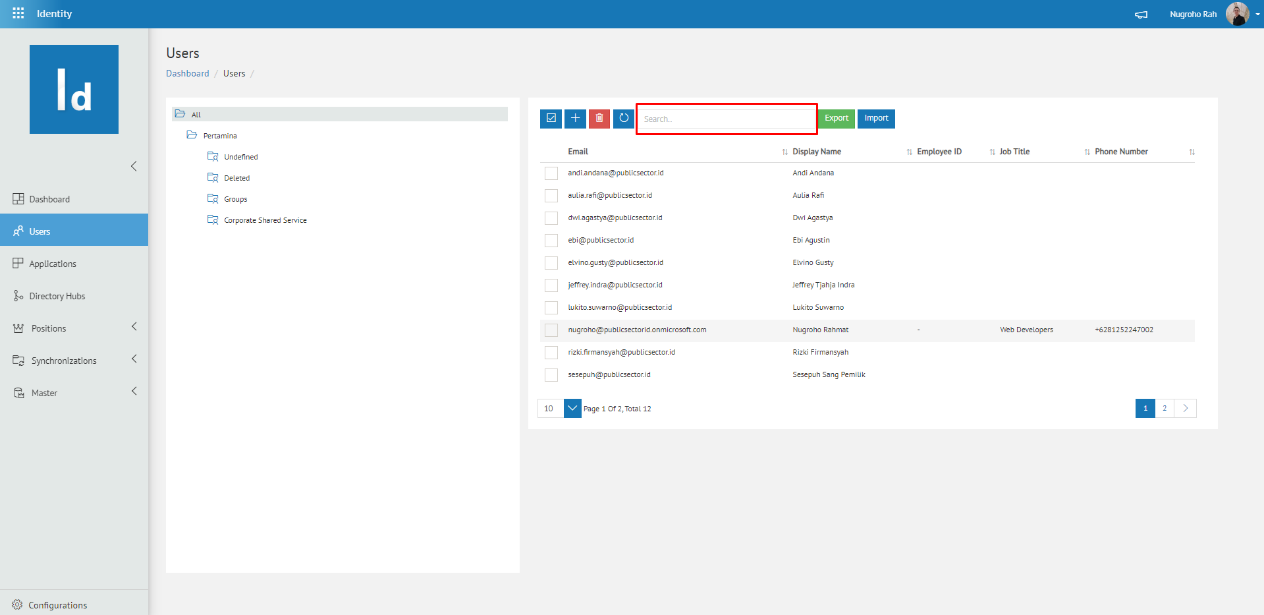 Identity
Nugroho Rah
Id
Users
Dashboard / Users /
All
Pertamina
Undefined
Deleted
Groups
Corporate Shared Service
Dashboard
Users
Applications
Directory Hubs
Positions
Synchronizations
Master
Configurations
Search..
Export
Import
Email Display Name Employee ID Job Title Phone Number
andi.andana@publicsector.id Andi Andana
aulia.rafi@publicsector.id Aulia Rafi
dwi.agastya@publicsector.id Dwi Agastya
ebi@publicsector.id Ebi Agustin
elvino.gusty@publicsector.id Elvino Gusty
jeffrey.indra@publicsector.id Jeffrey Tjahja Indra
lukito.suwarno@publicsector.id Lukito Suwarno
nugroho@publicsectorid.onmicrosoft.com Nugroho Rahmat - Web Developers +6281252247002
rizki.firmansyah@publicsector.id Rizki Firmansyah
sesepuh@publicsector.id Sesepuh Sang Pemilik
10 Page 1 Of 2, Total 12
1 2